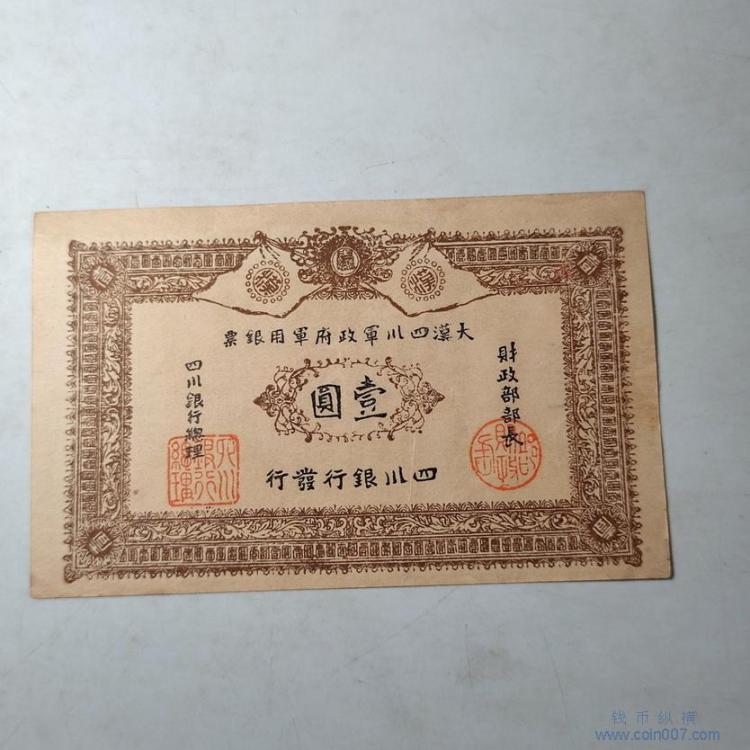 大漢四川軍政府軍用銀票
財政部部長
壹圓
四川銀行總理
四川銀行發行
漢
钱币纵横
www.coin007.com